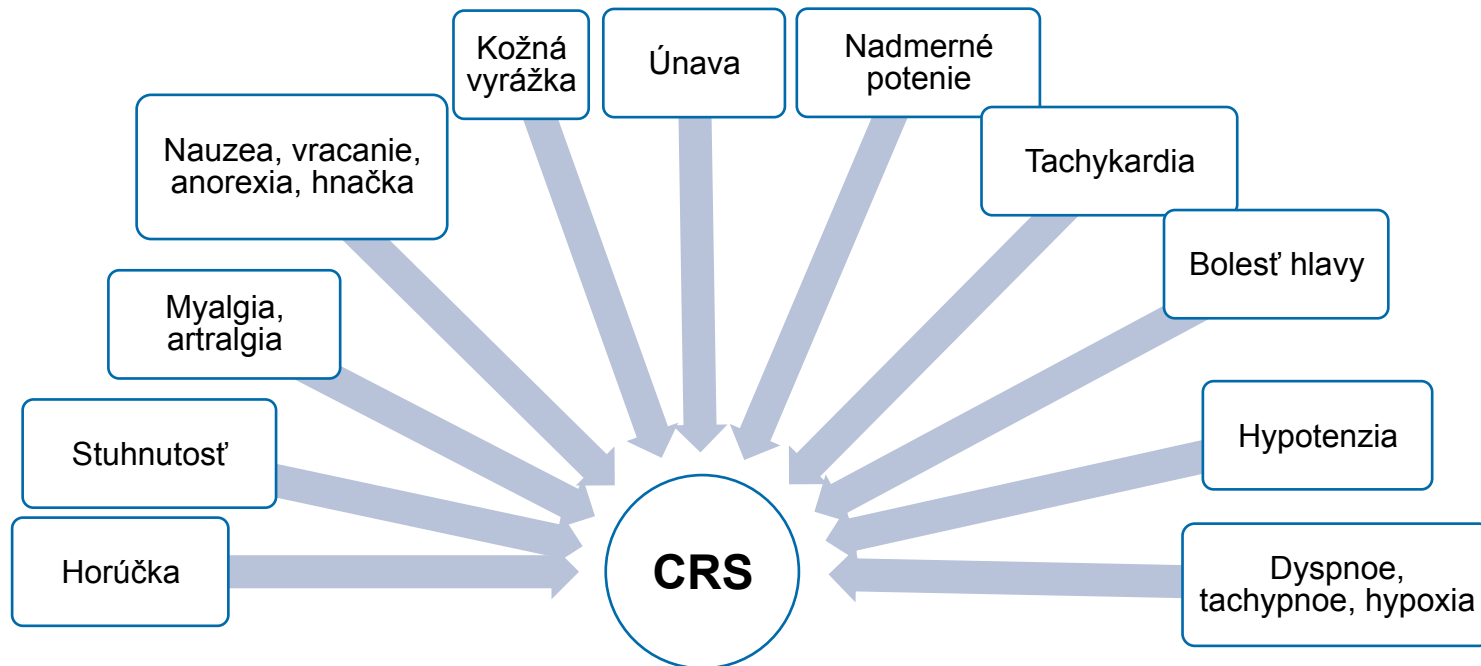 Kožná
vyrážka
Únava
Nadmerné
potenie
Nauzea, vracanie,
anorexia, hnačka
Tachykardia
Bolesť hlavy
Myalgia,
artralgia
Stuhnutosť
Hypotenzia
Horúčka
CRS
Dyspnoe,
tachypnoe, hypoxia